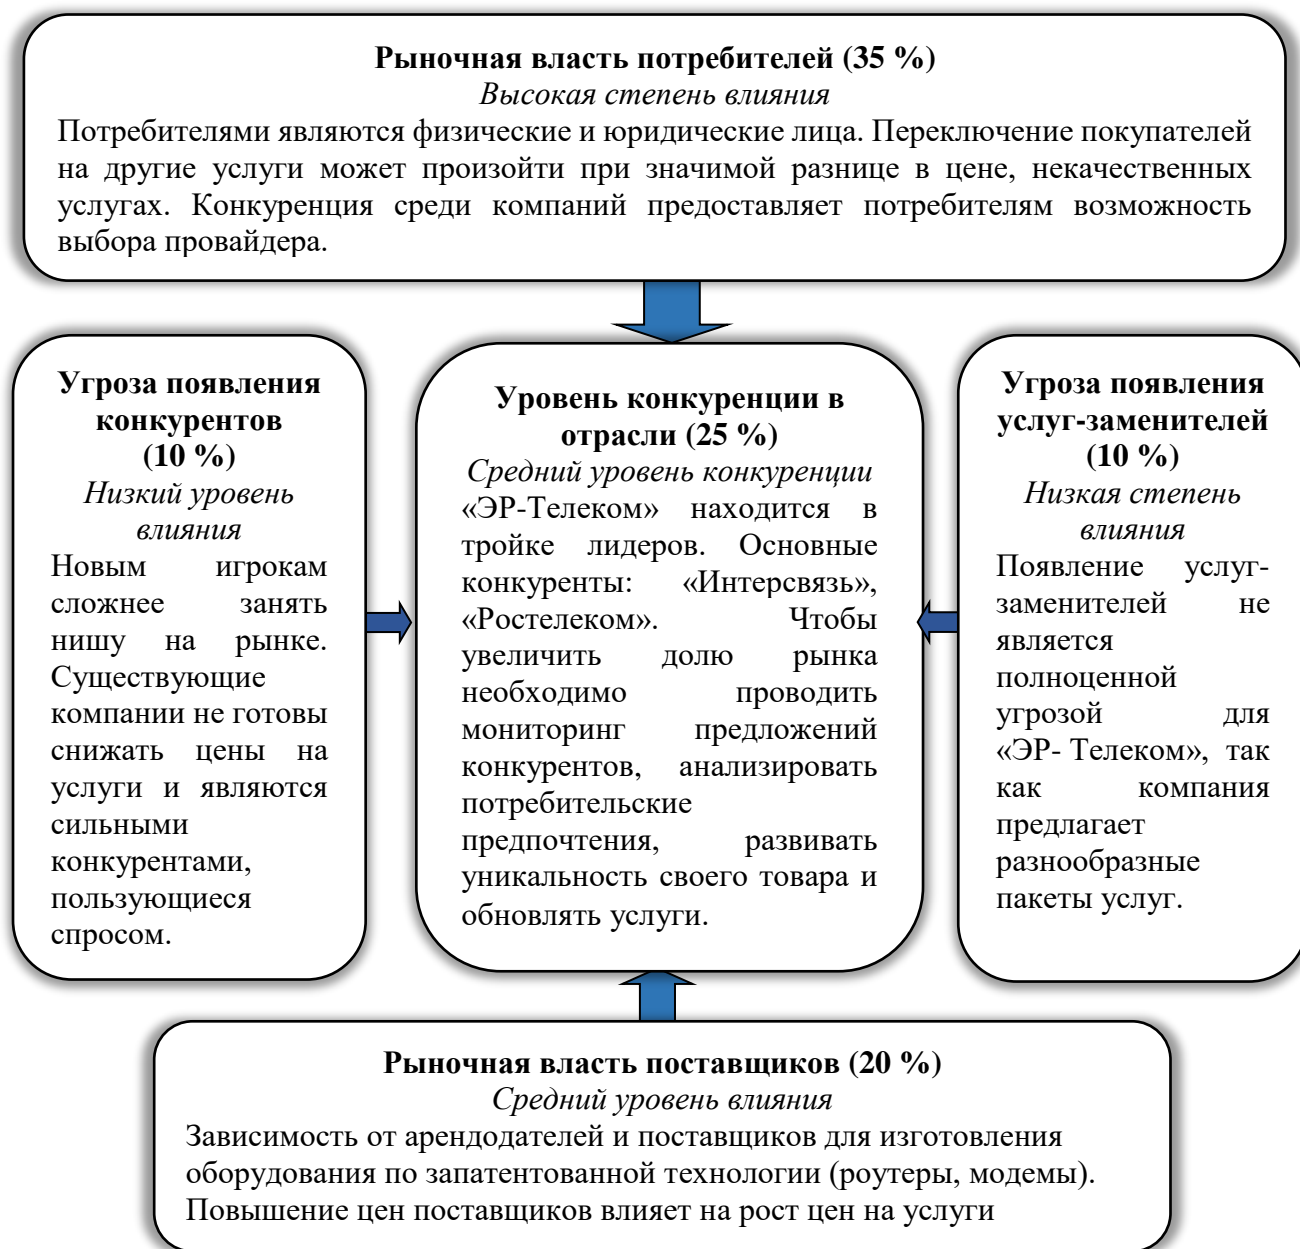 Рыночная власть потребителей (35 %)
Высокая степень влияния
Потребителями являются физические и юридические лица. Переключение покупателей
на другие услуги может произойти при значимой разнице в цене, некачественных
услугах. Конкуренция среди компаний предоставляет потребителям возможность
выбора провайдера.
Угроза появления
конкурентов
(10 %)
Низкий уровень
влияния
Новым игрокам
сложнее занять
нишу на рынке.
Существующие
компании не готовы
снижать цены на
услуги и являются
сильными
конкурентами,
пользующиеся
спросом.
Уровень конкуренции в
отрасли (25 %)
Средний уровень конкуренции
«ЭР-Телеком» находится в
тройке лидеров. Основные
конкуренты: «Интерсвязь»,
«Ростелеком». Чтобы
увеличить долю рынка
необходимо проводить
мониторинг предложений
конкурентов, анализировать
потребительские
предпочтения, развивать
уникальность своего товара и
обновлять услуги.
Угроза появления
услуг-заменителей
(10 %)
Низкая степень
влияния
Появление услуг-
заменителей не
является
полноценной
угрозой для
«ЭР- Телеком», так
как компания
предлагает
разнообразные
пакеты услуг.
Рыночная власть поставщиков (20 %)
Средний уровень влияния
Зависимость от арендодателей и поставщиков для изготовления
оборудования по запатентованной технологии (роутеры, модемы).
Повышение цен поставщиков влияет на рост цен на услуги